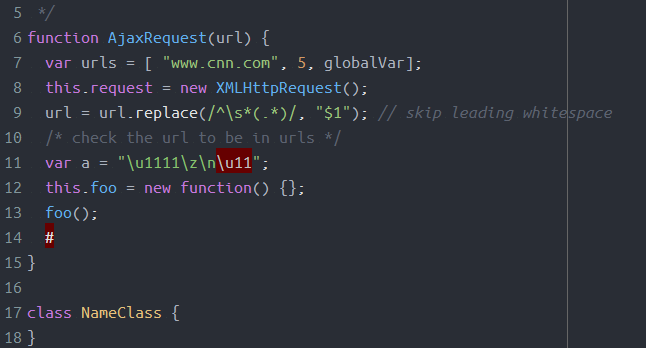 5 */
6 function AjaxRequest(url) {
7 var urls = [ "www.cnn.com", 5, globalVar];
8 this.request = new XMLHttpRequest();
9 url = url.replace(/^\s*(.*)/, "$1"); // skip leading whitespace
10 /* check the url to be in urls */
11 var a = "\u1111\z\n\u11";
12 this.foo = new function() {};
13 foo();
14 #
15 }
16
17 class NameClass {
18 }